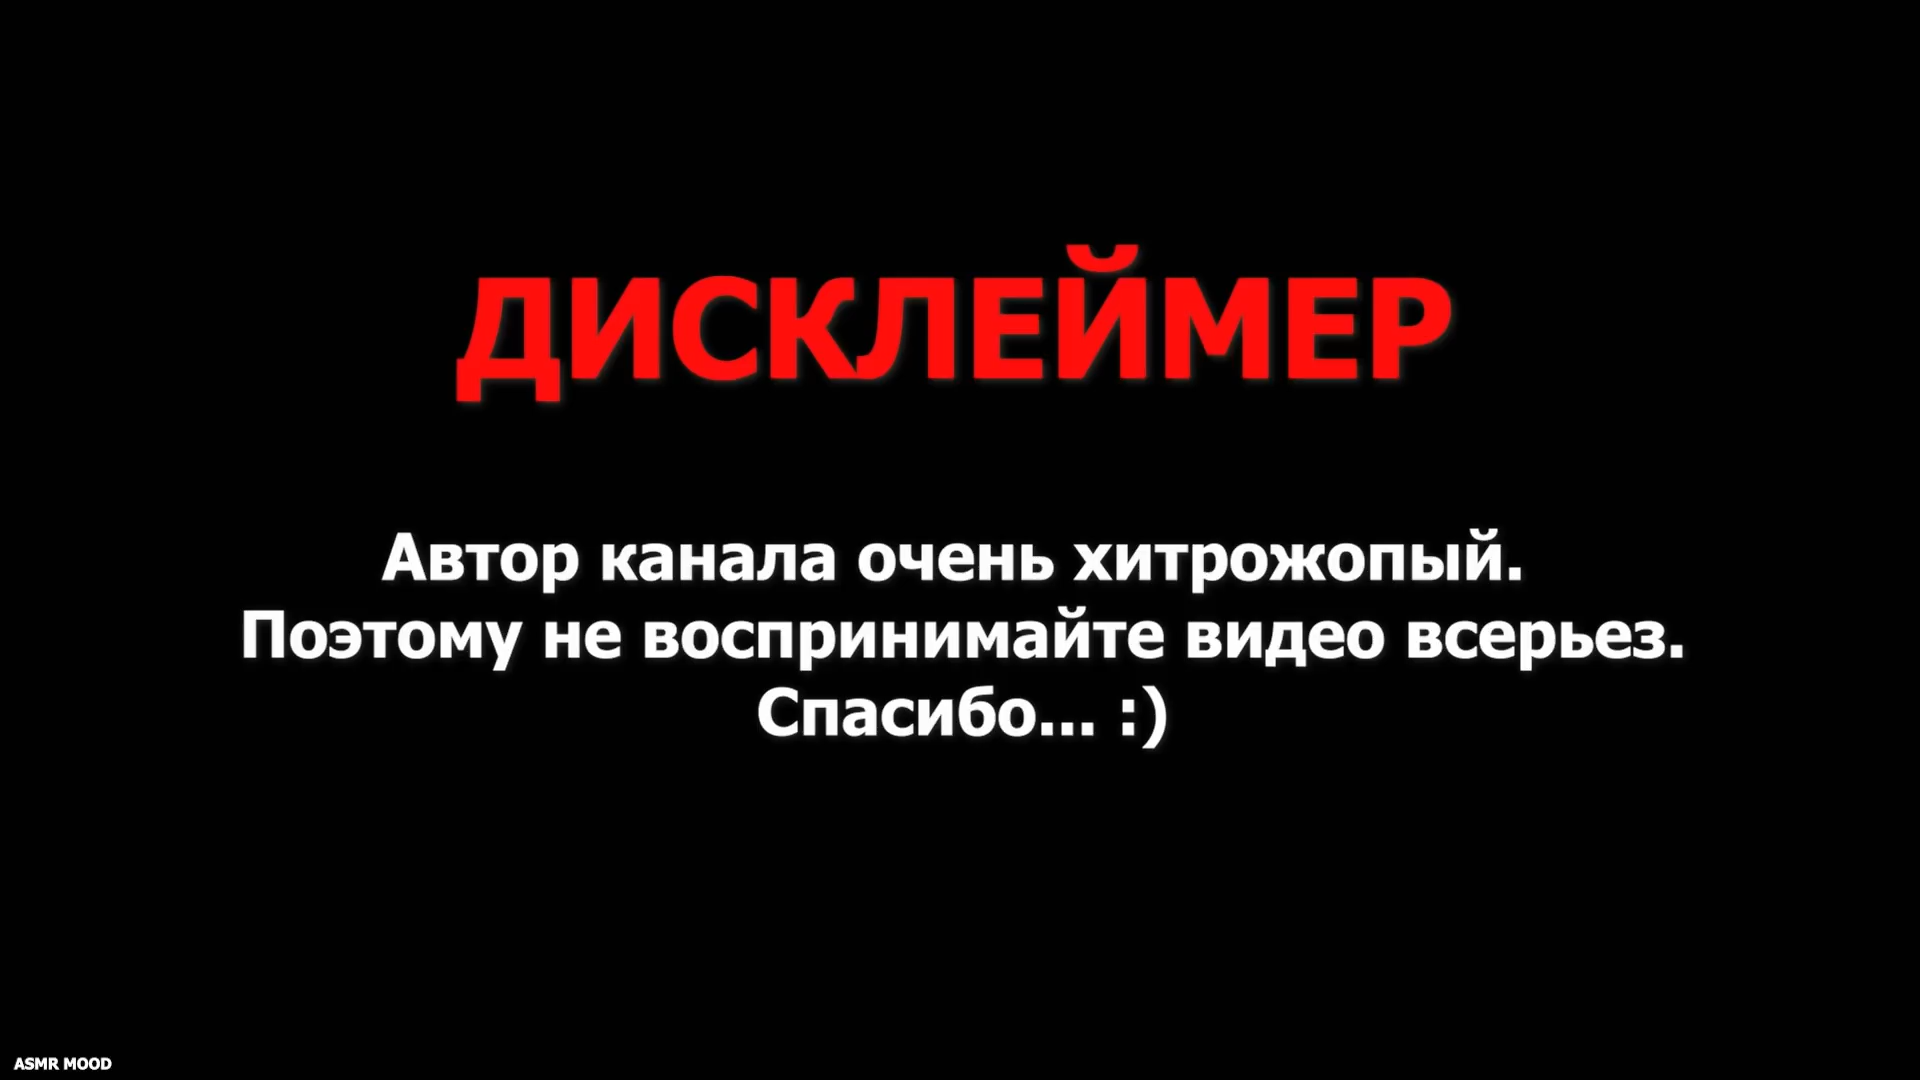 ДИСКЛЕЙМЕР
Автор канала очень хитрожопый.
Поэтому не воспринимайте видео всерьез.
Спасибо... :)
ASMR MOOD